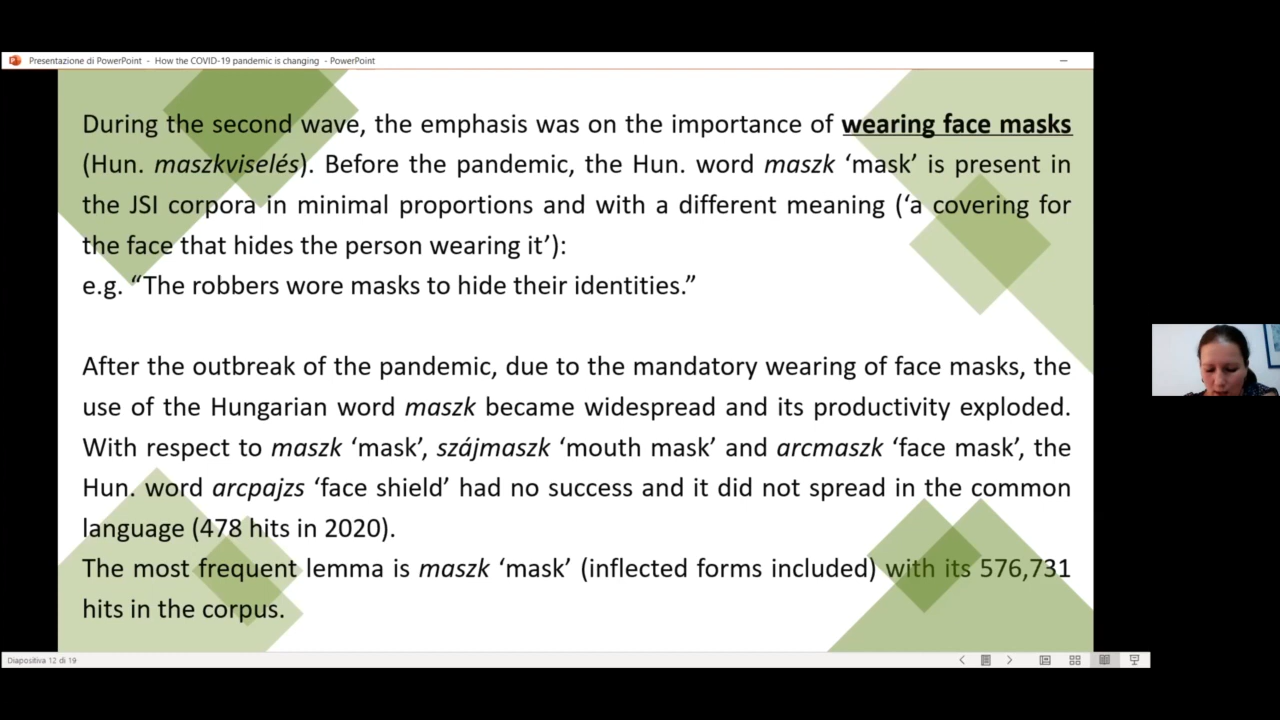 Presentazione di PowerPoint - How the COVID-19 pandemic is changing - PowerPoint
During the second wave, the emphasis was on the importance of wearing face masks
(Hun. maszkviselés). Before the pandemic, the Hun. word maszk ‘mask’ is present in
the JSI corpora in minimal proportions and with a different meaning (‘a covering for
the face that hides the person wearing it’):
e.g. “The robbers wore masks to hide their identities.”
After the outbreak of the pandemic, due to the mandatory wearing of face masks, the
use of the Hungarian word maszk became widespread and its productivity exploded.
With respect to maszk ‘mask’, szájmaszk ‘mouth mask’ and arcmaszk ‘face mask’, the
Hun. word arcpajzs ‘face shield’ had no success and it did not spread in the common
language (478 hits in 2020).
The most frequent lemma is maszk ‘mask’ (inflected forms included) with its 576,731
hits in the corpus.
Diapositiva 12 di 19